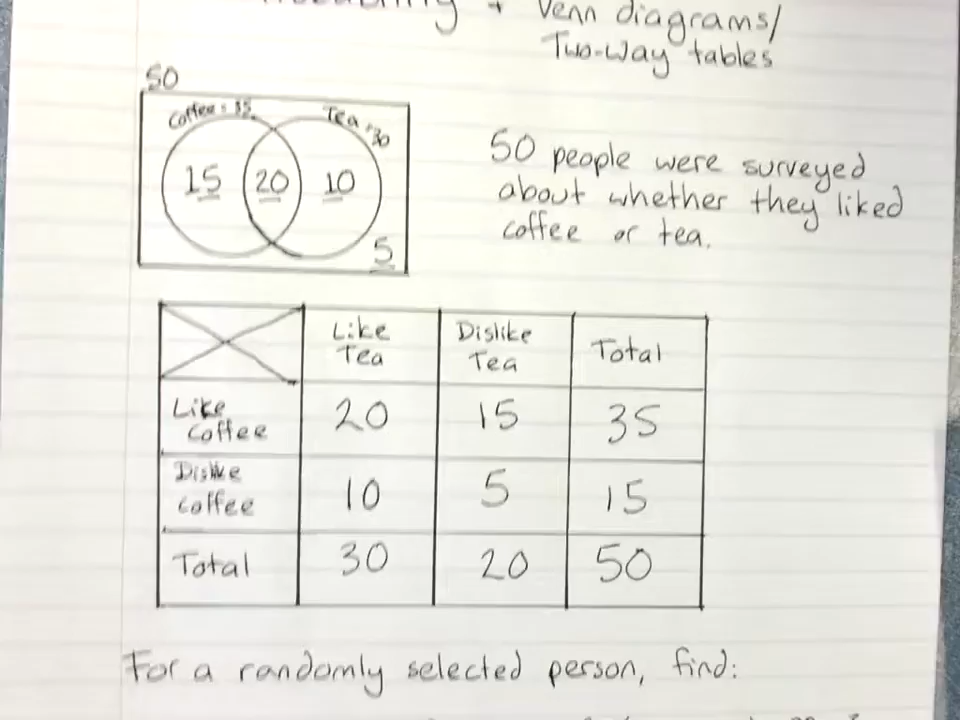 + Venn diagrams/
Two-Way tables
50
Coffee = 35
Tea = 30
15 20 10
5
50 people were surveyed
about whether they liked
coffee or tea.
Like Tea Dislike Tea Total
Like Coffee 20 15 35
Dislike Coffee 10 5 15
Total 30 20 50
For a randomly selected person, find: